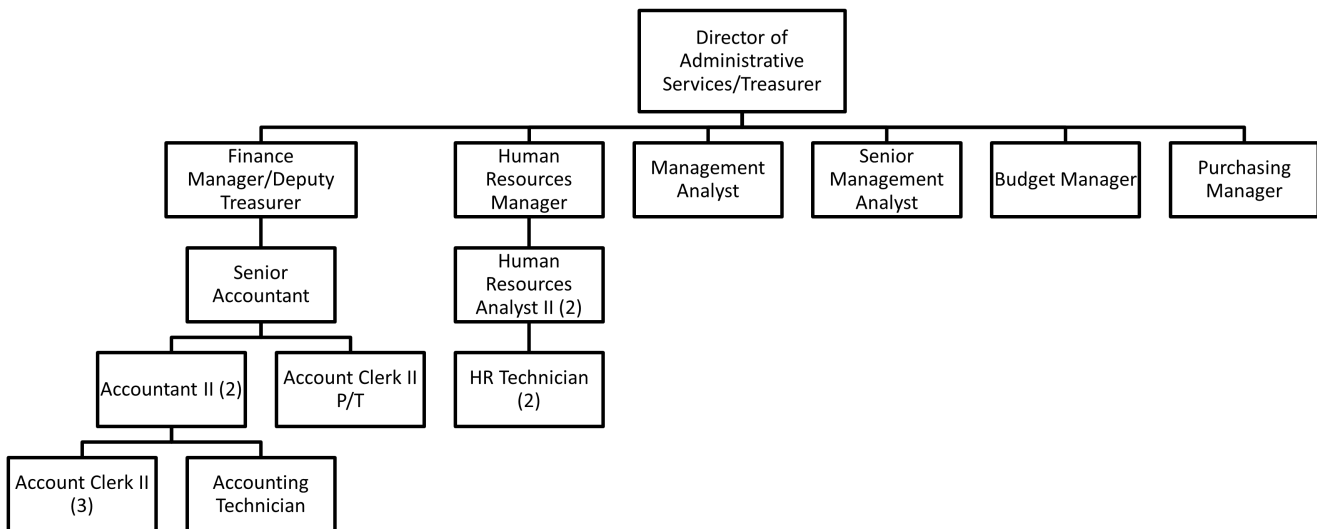 Director of
Administrative
Services/Treasurer
Finance
Manager/Deputy
Treasurer
Human
Resources
Manager
Management
Analyst
Senior
Management
Analyst
Budget Manager
Purchasing
Manager
Senior
Accountant
Human
Resources
Analyst II (2)
Accountant II (2)
Account Clerk II
P/T
HR Technician
(2)
Account Clerk II
(3)
Accounting
Technician